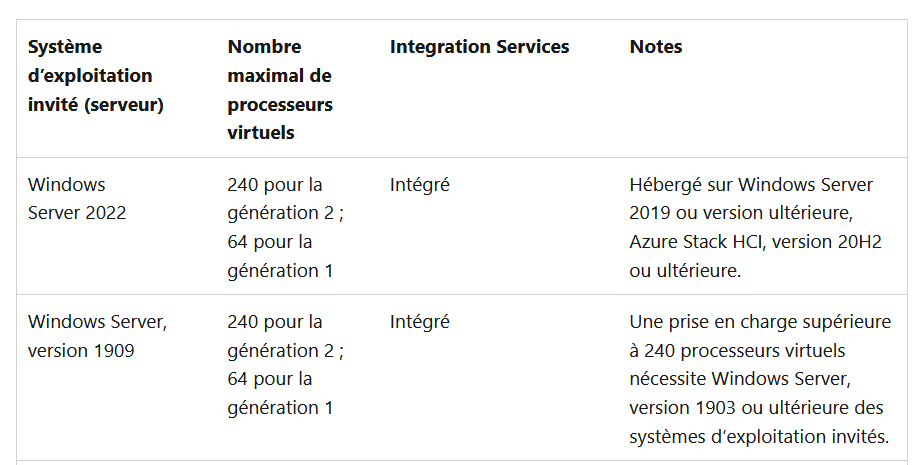 Système
d’exploitation
invité (serveur)
Nombre
maximal de
processeurs
virtuels
Integration Services
Notes
Windows
Server 2022
240 pour la
génération 2 ;
64 pour la
génération 1
Intégré
Hébergé sur Windows Server
2019 ou version ultérieure,
Azure Stack HCI, version 20H2
ou ultérieure.
Windows Server,
version 1909
240 pour la
génération 2 ;
64 pour la
génération 1
Intégré
Une prise en charge supérieure
à 240 processeurs virtuels
nécessite Windows Server,
version 1903 ou ultérieure des
systèmes d’exploitation invités.